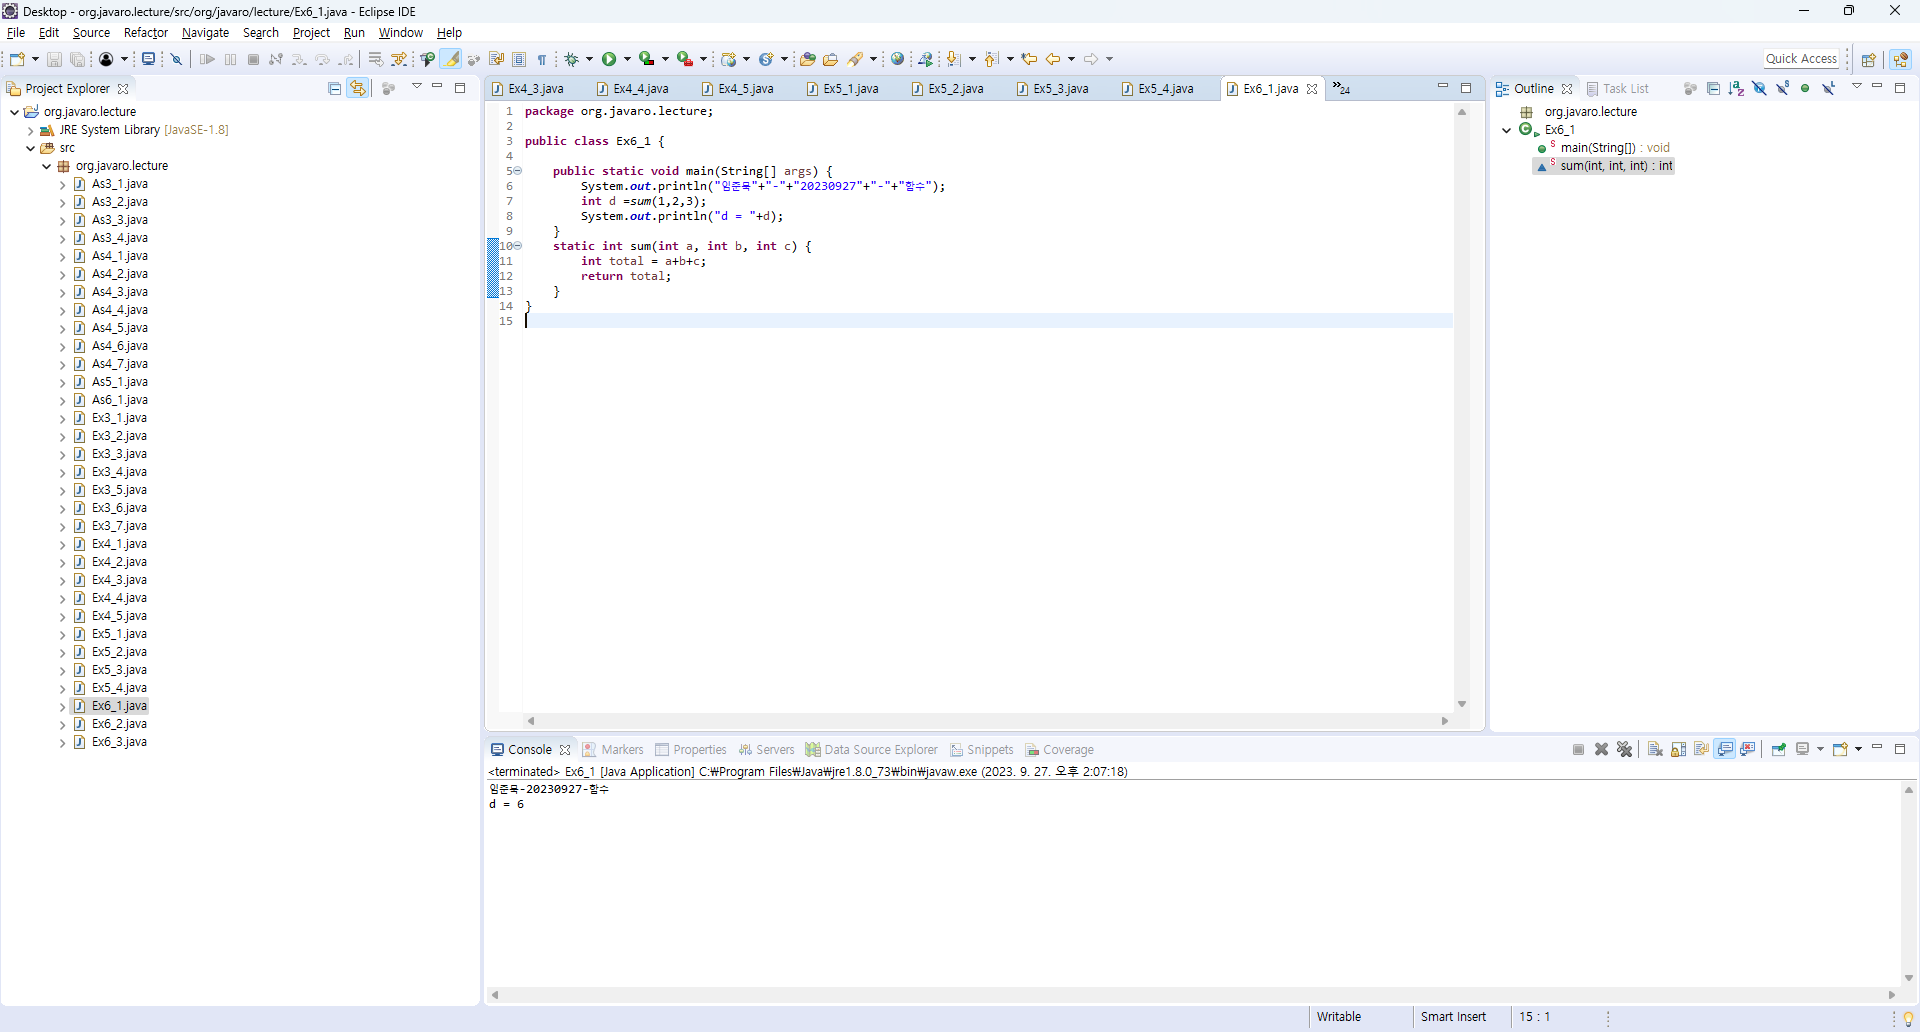 Desktop - org.javaro.lecture/src/org/javaro/lecture/Ex6_1.java - Eclipse IDE
File Edit Source Refactor Navigate Search Project Run Window Help
Quick Access
Project Explorer
org.javaro.lecture
JRE System Library [JavaSE-1.8]
src
org.javaro.lecture
As3_1.java
As3_2.java
As3_3.java
As3_4.java
As4_1.java
As4_2.java
As4_3.java
As4_4.java
As4_5.java
As4_6.java
As4_7.java
As5_1.java
As6_1.java
Ex3_1.java
Ex3_2.java
Ex3_3.java
Ex3_4.java
Ex3_5.java
Ex3_6.java
Ex3_7.java
Ex4_1.java
Ex4_2.java
Ex4_3.java
Ex4_4.java
Ex4_5.java
Ex5_1.java
Ex5_2.java
Ex5_3.java
Ex5_4.java
Ex6_1.java
Ex6_2.java
Ex6_3.java
Ex4_3.java Ex4_4.java Ex4_5.java Ex5_1.java Ex5_2.java Ex5_3.java Ex5_4.java Ex6_1.java »24
1 package org.javaro.lecture;
2
3 public class Ex6_1 {
4
5 public static void main(String[] args) {
6 System.out.println("임준묵"+"-"+"20230927"+"-"+"함수");
7 int d =sum(1,2,3);
8 System.out.println("d = "+d);
9 }
10 static int sum(int a, int b, int c) {
11 int total = a+b+c;
12 return total;
13 }
14 }
15
Outline Task List
org.javaro.lecture
Ex6_1
main(String[]) : void
sum(int, int, int) : int
Console Markers Properties Servers Data Source Explorer Snippets Coverage
<terminated> Ex6_1 [Java Application] C:₩Program Files₩Java₩jre1.8.0_73₩bin₩javaw.exe (2023. 9. 27. 오후 2:07:18)
임준묵-20230927-함수
d = 6
Writable Smart Insert 15 : 1